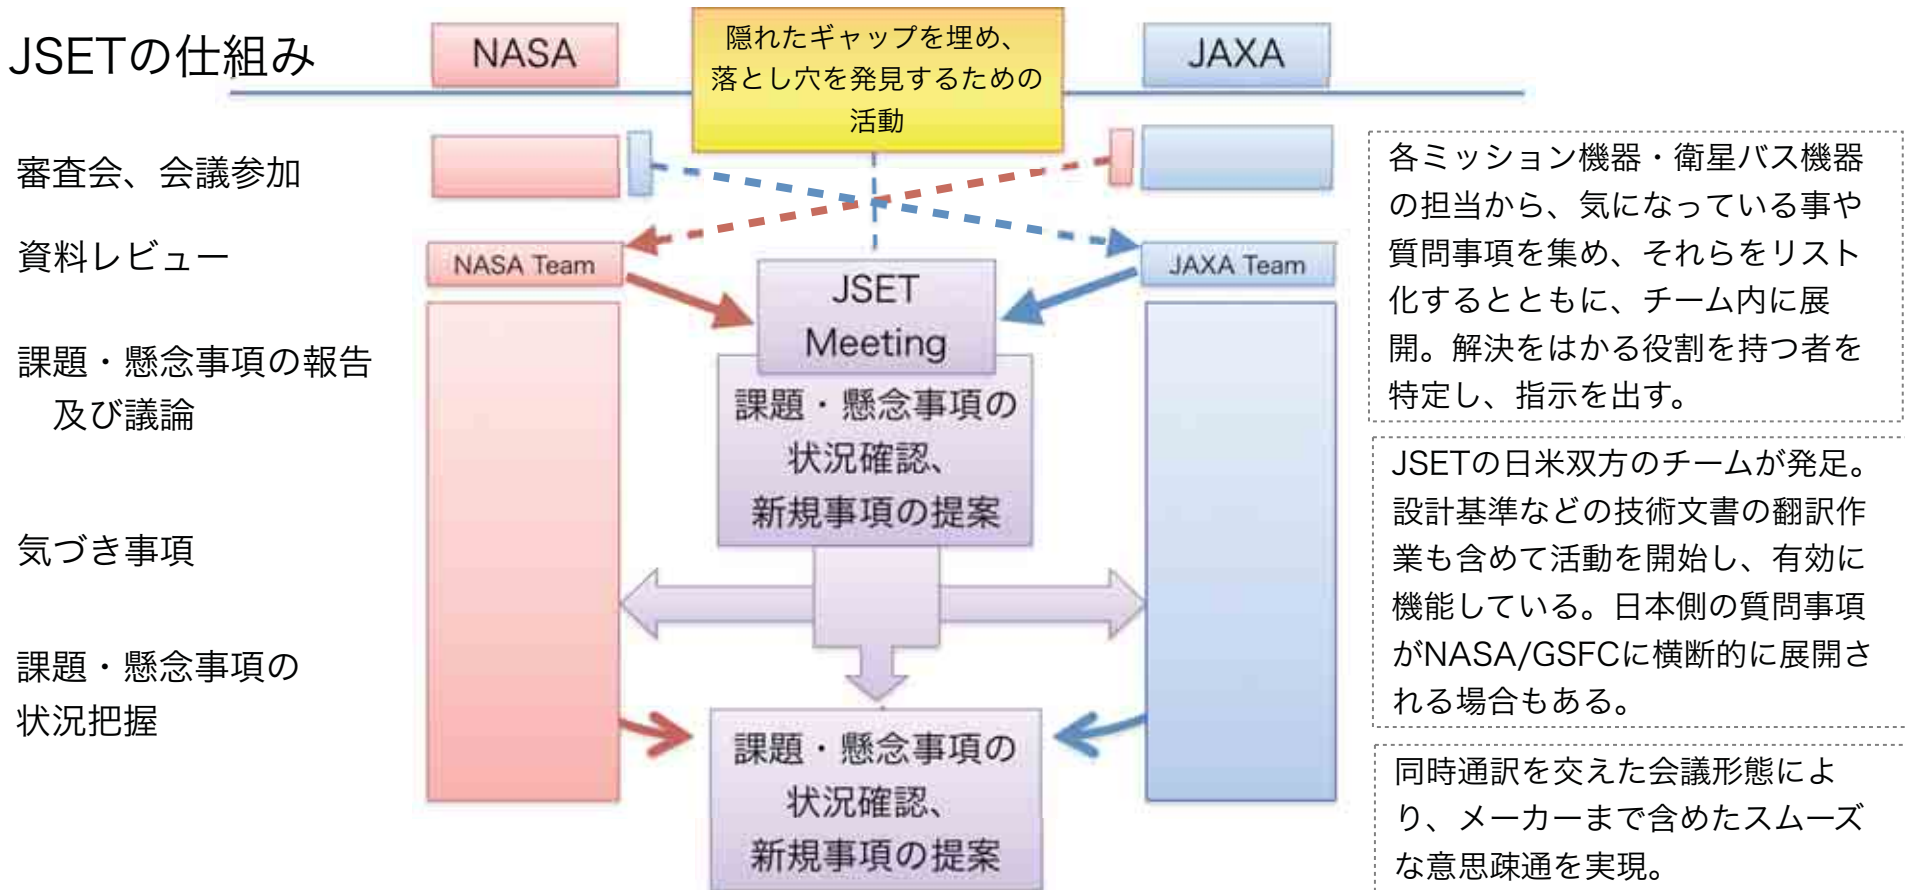 JSETの仕組み
NASA
隠れたギャップを埋め、
落とし穴を発見するための
活動
JAXA
審査会、会議参加
資料レビュー
課題・懸念事項の報告
及び議論
気づき事項
課題・懸念事項の
状況把握
NASA Team
JAXA Team
JSET
Meeting
課題・懸念事項の
状況確認、
新規事項の提案
課題・懸念事項の
状況確認、
新規事項の提案
各ミッション機器・衛星バス機器
の担当から、気になっている事や
質問事項を集め、それらをリスト
化するとともに、チーム内に展
開。解決をはかる役割を持つ者を
特定し、指示を出す。
JSETの日米双方のチームが発足。
設計基準などの技術文書の翻訳作
業も含めて活動を開始し、有効に
機能している。日本側の質問事項
がNASA/GSFCに横断的に展開さ
れる場合もある。
同時通訳を交えた会議形態によ
り、メーカーまで含めたスムーズ
な意思疎通を実現。